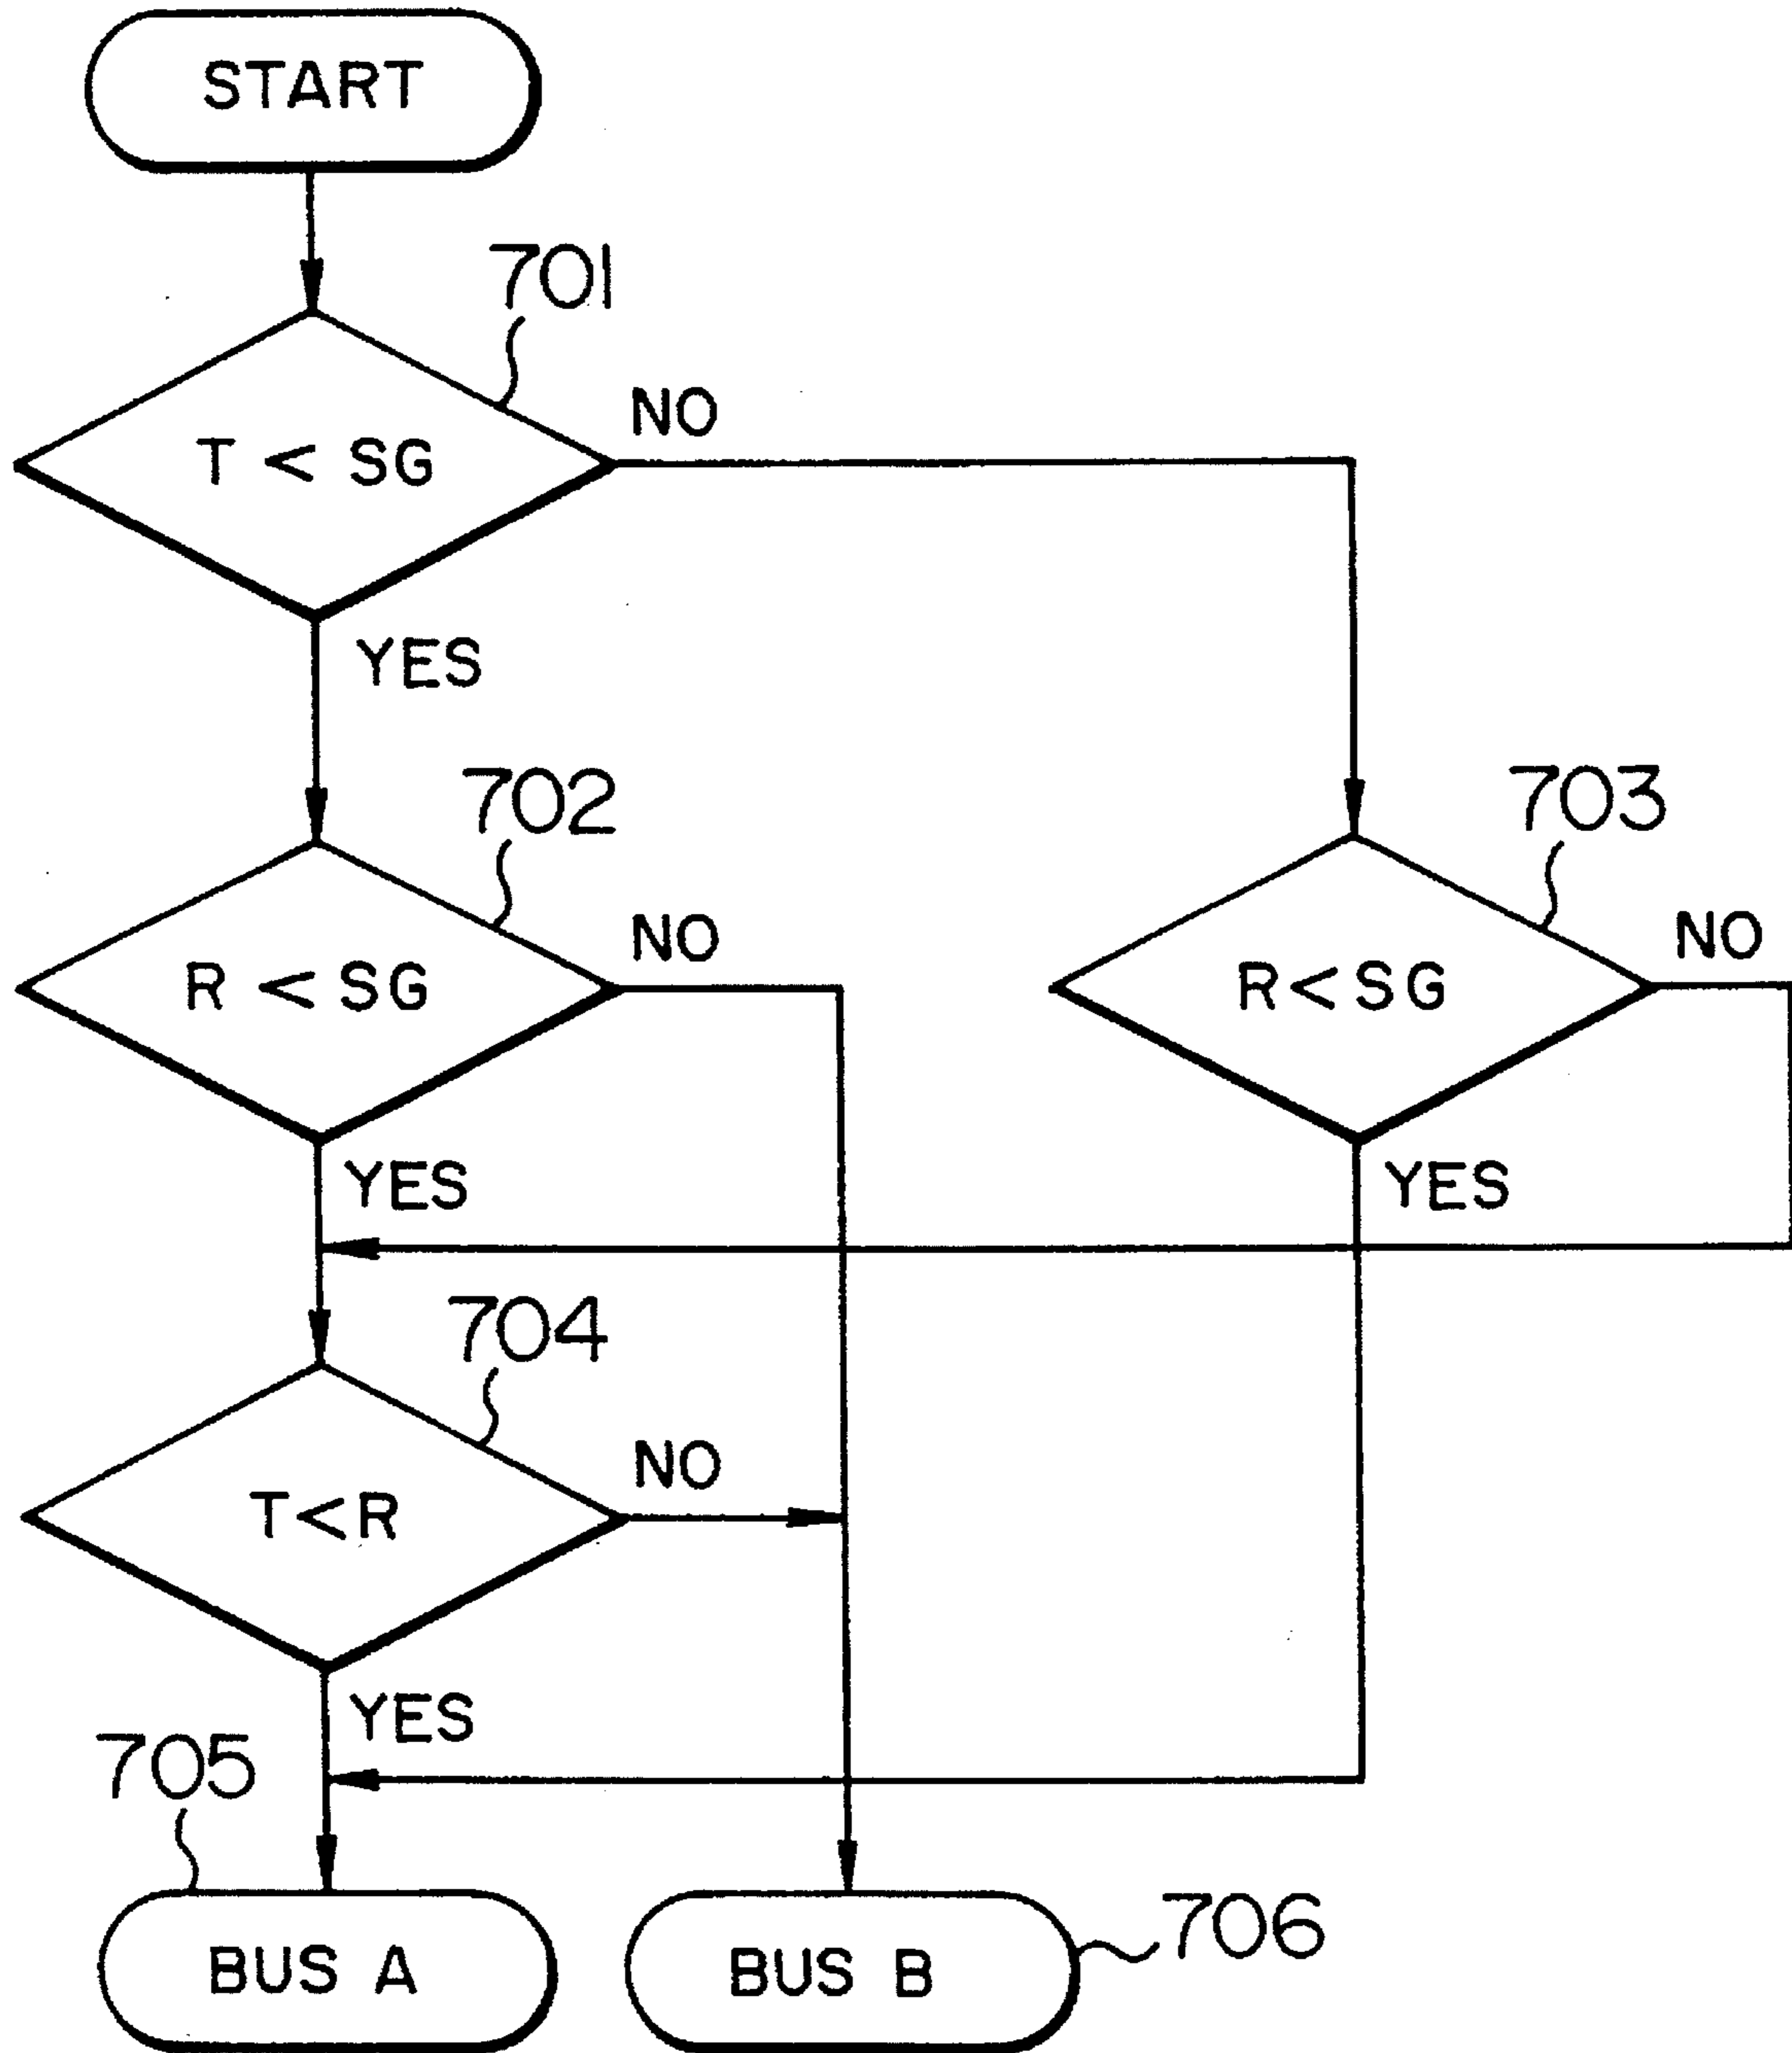 START
701
T < SG
NO
YES
702
703
R < SG
NO
R < SG
NO
YES
YES
704
T < R
NO
YES
705
BUS A
BUS B
706